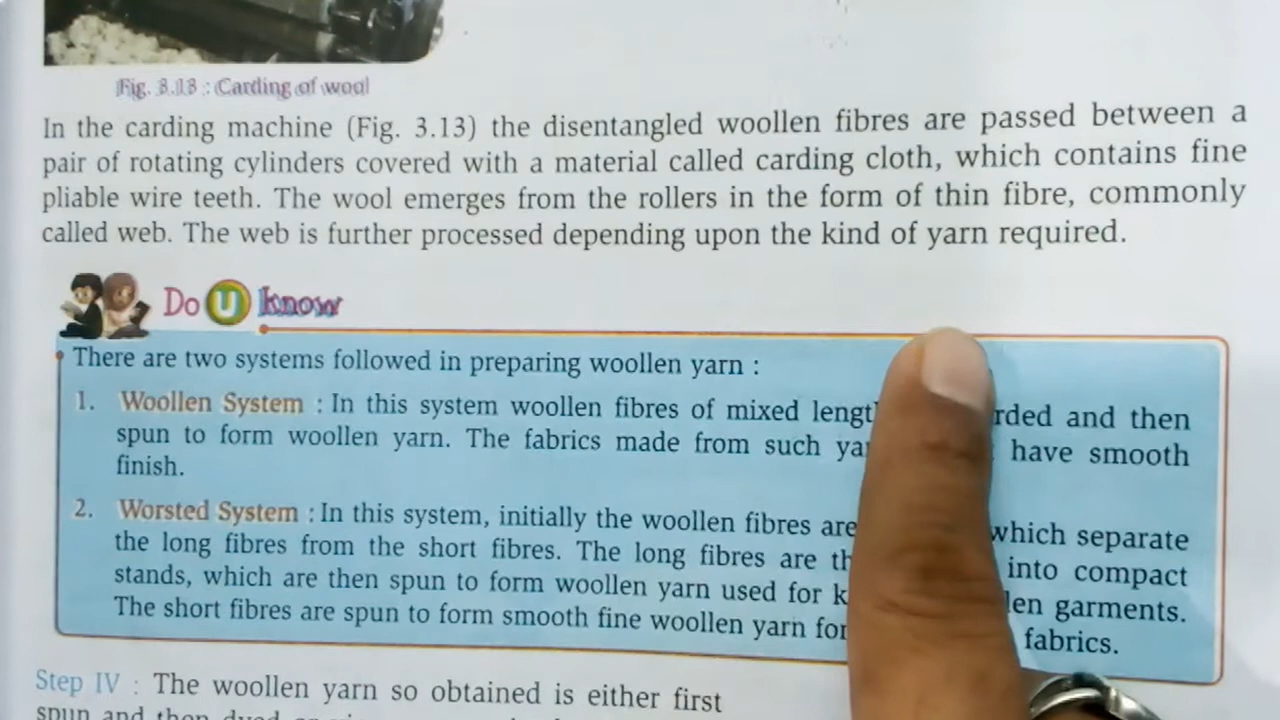 Fig. 3.13 : Carding of wool
In the carding machine (Fig. 3.13) the disentangled woollen fibres are passed between a
pair of rotating cylinders covered with a material called carding cloth, which contains fine
pliable wire teeth. The wool emerges from the rollers in the form of thin fibre, commonly
called web. The web is further processed depending upon the kind of yarn required.
Do U know
There are two systems followed in preparing woollen yarn :
1. Woollen System : In this system woollen fibres of mixed and then
spun to form woollen yarn. The fabrics made from such have smooth
finish.
2. Worsted System : In this system, initially the woollen fibres are which separate
the long fibres from the short fibres. The long fibres are into compact
stands, which are then spun to form woollen yarn used for garments.
The short fibres are spun to form smooth fine woollen yarn for fabrics.
Step IV : The woollen yarn so obtained is either first
spun and then dyed